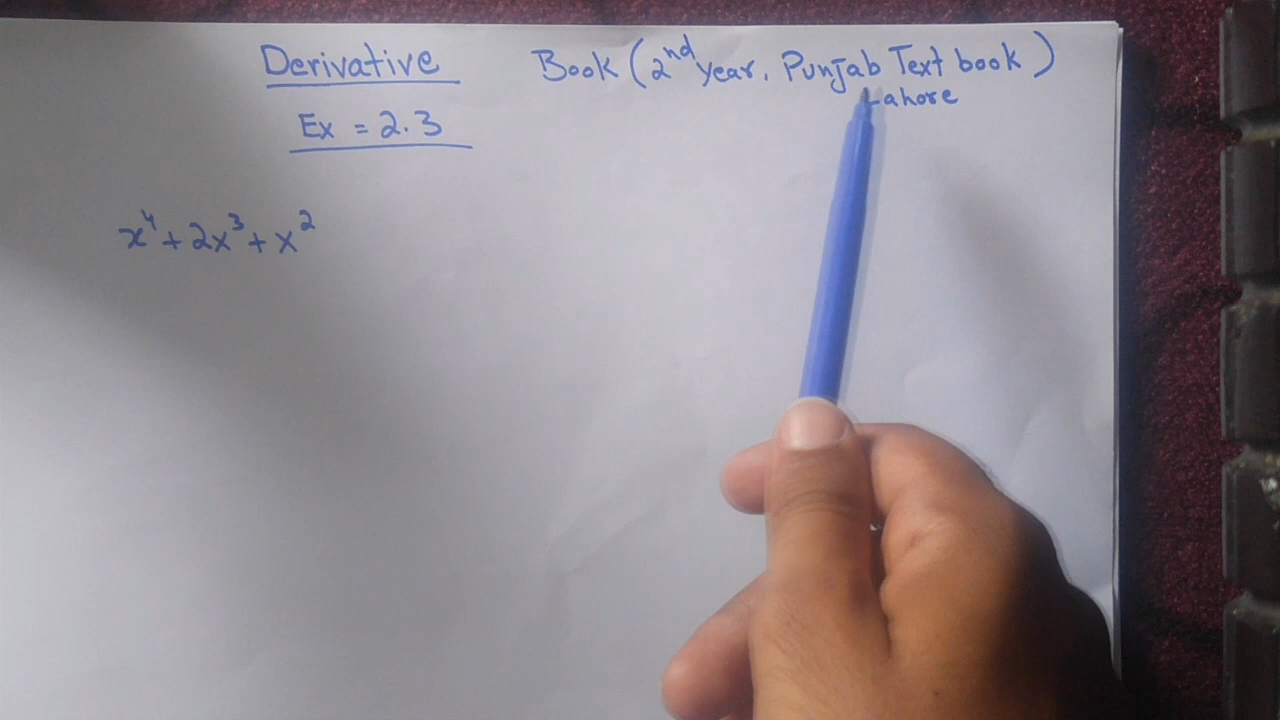 Derivative Book (2nd year, Punjab Text book)
Lahore
Ex = 2.3
x⁴+2x³+x²